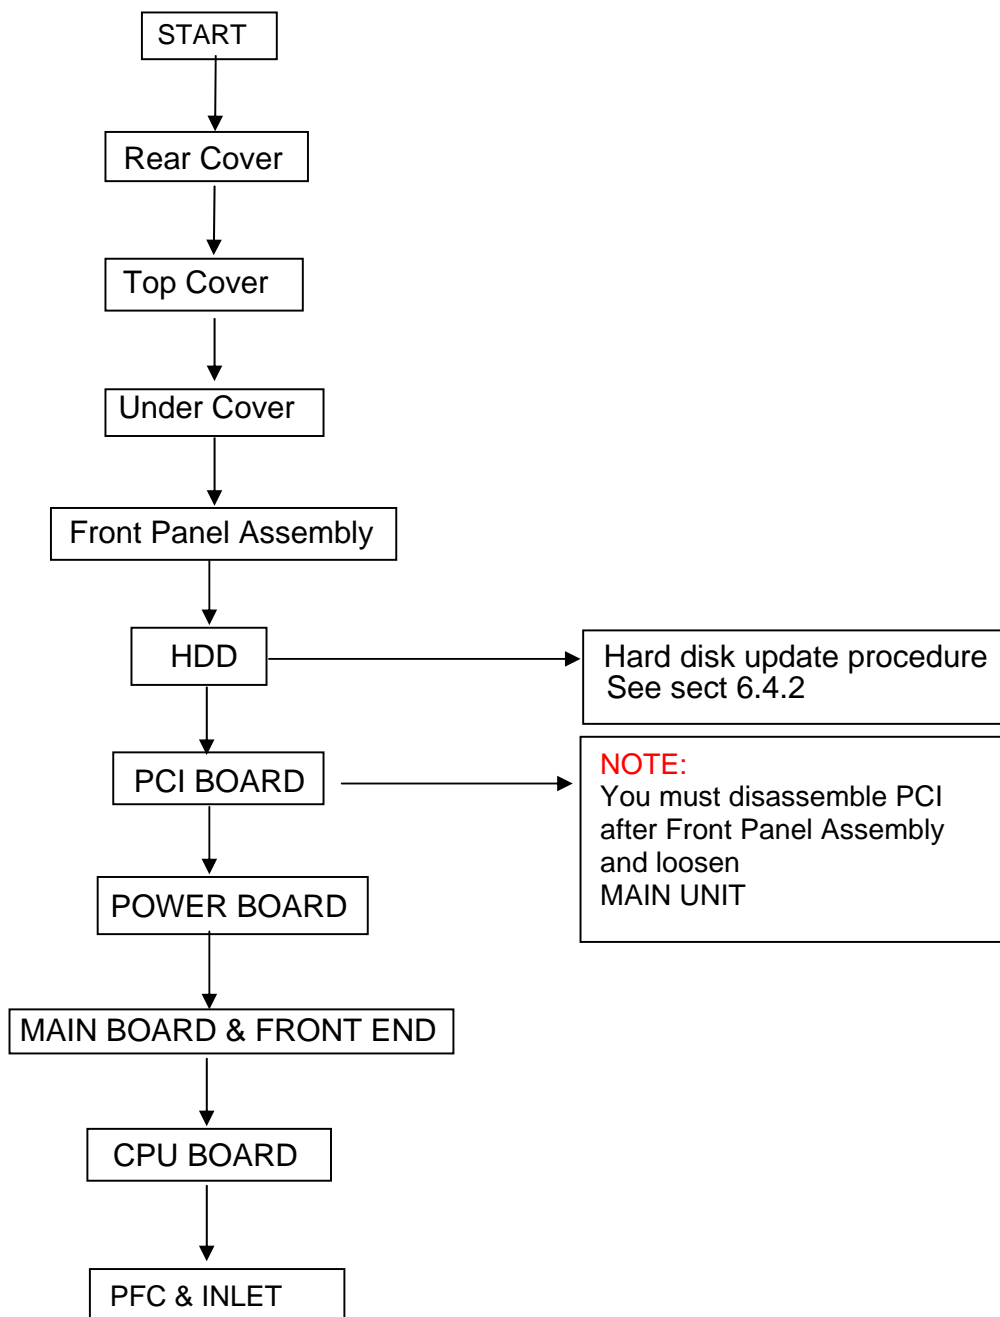 START
Rear Cover
Top Cover
Under Cover
Front Panel Assembly
HDD
Hard disk update procedure
See sect 6.4.2
PCI BOARD
NOTE:
You must disassemble PCI
after Front Panel Assembly
and loosen
MAIN UNIT
POWER BOARD
MAIN BOARD & FRONT END
CPU BOARD
PFC & INLET